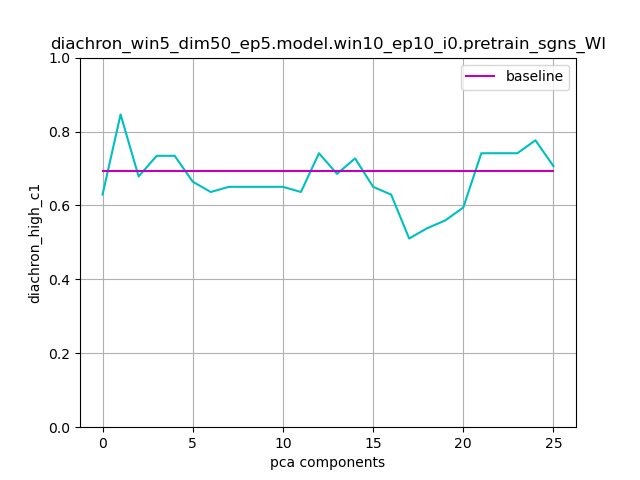 diachron_win5_dim50_ep5.model.win10_ep10_i0.pretrain_sgns_WI
baseline
1.0
0.8
0.6
0.4
0.2
0.0
diachron_high_c1
0 5 10 15 20 25
pca components